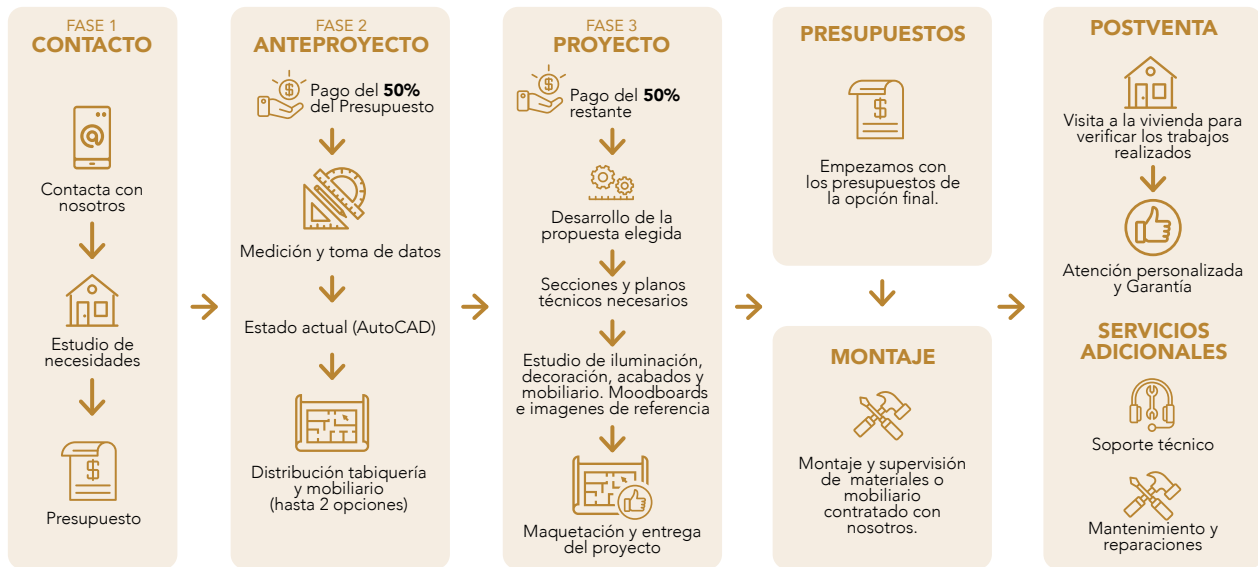 FASE 1
CONTACTO
Contacta con
nosotros
Estudio de
necesidades
$
Presupuesto
FASE 2
ANTEPROYECTO
$
Pago del 50%
del Presupuesto
Medición y toma de datos
Estado actual (AutoCAD)
Distribución tabiquería
y mobiliario
(hasta 2 opciones)
FASE 3
PROYECTO
$
Pago del 50%
restante
Desarrollo de la
propuesta elegida
Secciones y planos
técnicos necesarios
Estudio de iluminación,
decoración, acabados y
mobiliario. Moodboards
e imagenes de referencia
Maquetación y entrega
del proyecto
PRESUPUESTOS
$
Empezamos con
los presupuestos de
la opción final.
MONTAJE
Montaje y supervisión
de materiales o
mobiliario
contratado con
nosotros.
POSTVENTA
Visita a la vivienda para
verificar los trabajos
realizados
Atención personalizada
y Garantía
SERVICIOS
ADICIONALES
Soporte técnico
Mantenimiento y
reparaciones